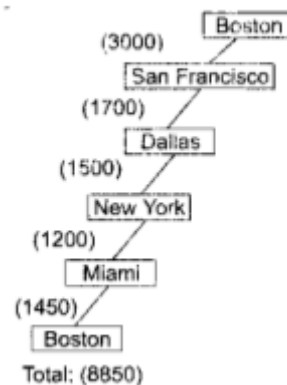 Boston
(3000)
San Francisco
(1700)
Dallas
(1500)
New York
(1200)
Miami
(1450)
Boston
Total: (8850)